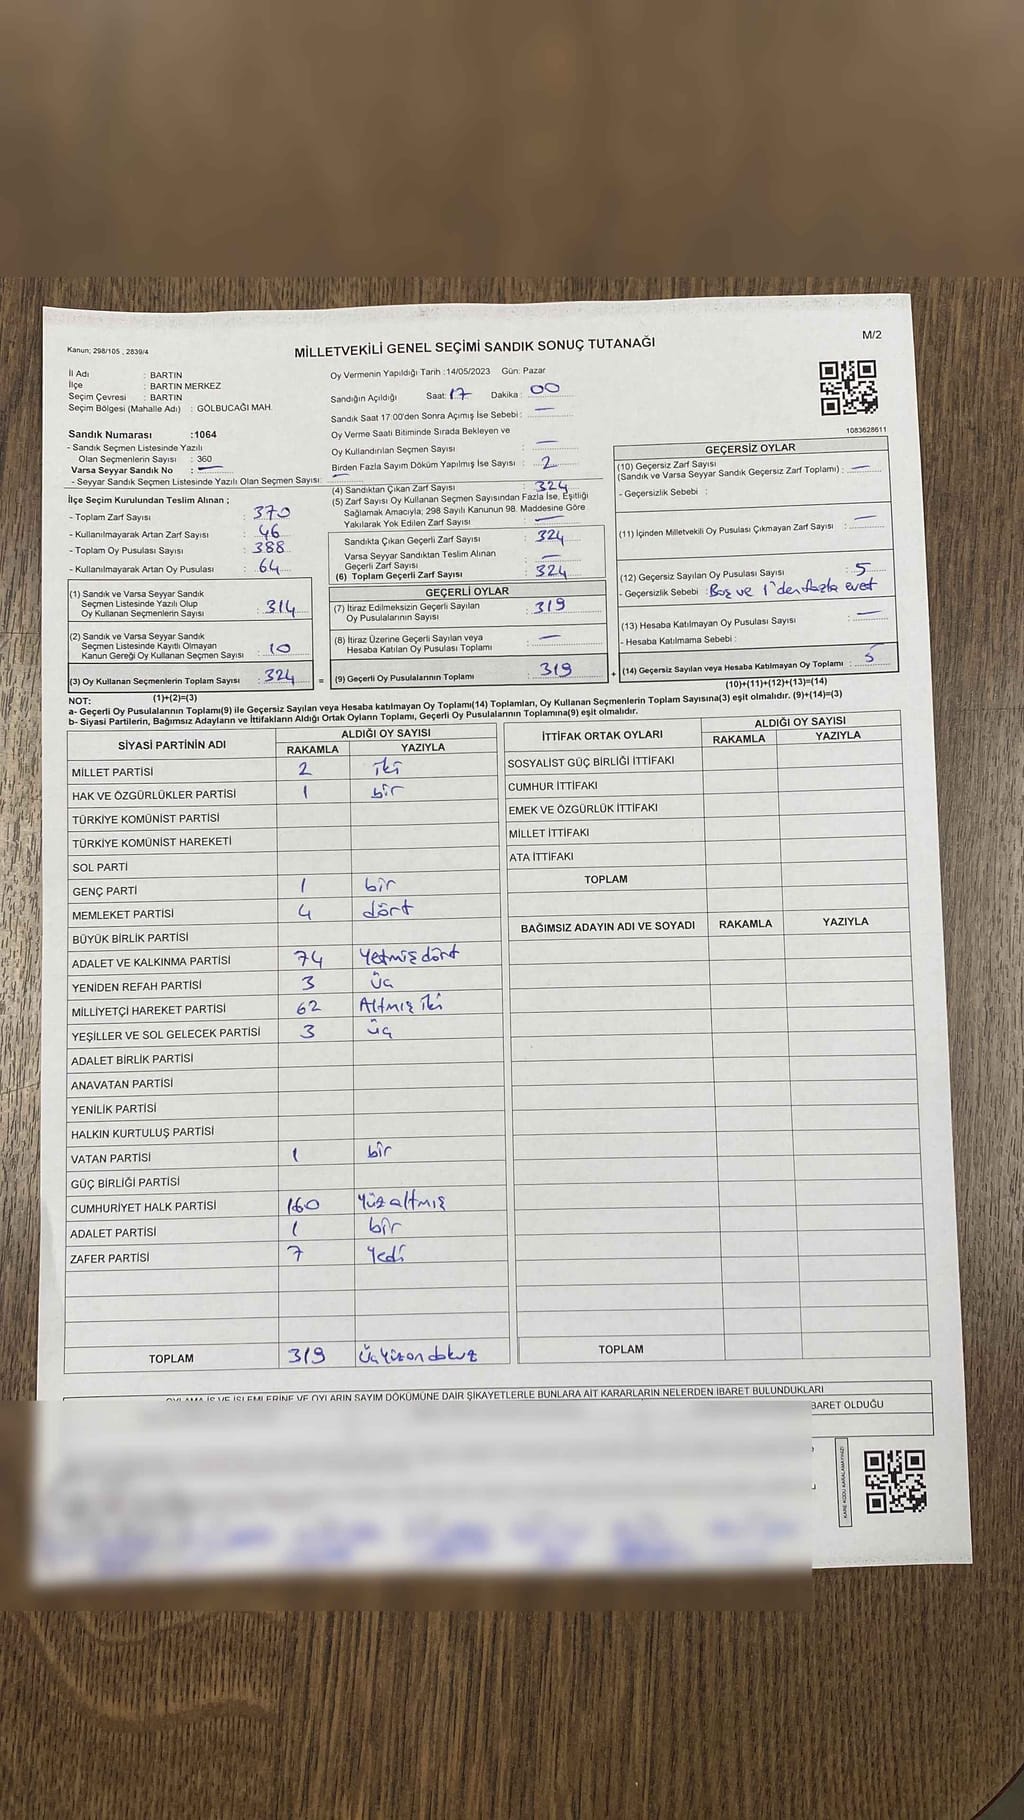 M/2
Kanun; 298/105 , 2839/4
MİLLETVEKİLİ GENEL SEÇİMİ SANDIK SONUÇ TUTANAĞI
İl Adı : BARTIN
İlçe : BARTIN MERKEZ
Seçim Çevresi : BARTIN
Seçim Bölgesi (Mahalle Adı) : GÖLBUCAĞI MAH.
Sandık Numarası :1064
- Sandık Seçmen Listesinde Yazılı
Olan Seçmenlerin Sayısı : 360
Varsa Seyyar Sandık No : —
- Seyyar Sandık Seçmen Listesinde Yazılı Olan Seçmen Sayısı: —
İlçe Seçim Kurulundan Teslim Alınan ;
- Toplam Zarf Sayısı : 370
- Kullanılmayarak Artan Zarf Sayısı : 46
- Toplam Oy Pusulası Sayısı : 388
- Kullanılmayarak Artan Oy Pusulası : 64
(1) Sandık ve Varsa Seyyar Sandık
Seçmen Listesinde Yazılı Olup
Oy Kullanan Seçmenlerin Sayısı : 314
(2) Sandık ve Varsa Seyyar Sandık
Seçmen Listesinde Kayıtlı Olmayan
Kanun Gereği Oy Kullanan Seçmen Sayısı : 10
(3) Oy Kullanan Seçmenlerin Toplam Sayısı : 324
(1)+(2)=(3)
Oy Vermenin Yapıldığı Tarih :14/05/2023 Gün: Pazar
Sandığın Açıldığı Saat: 17 Dakika : 00
Sandık Saat 17.00'den Sonra Açımış İse Sebebi : —
Oy Verme Saati Bitiminde Sırada Bekleyen ve
Oy Kullandırılan Seçmen Sayısı : —
Birden Fazla Sayım Döküm Yapılmış İse Sayısı : 2
(4) Sandıktan Çıkan Zarf Sayısı : 324
(5) Zarf Sayısı Oy Kullanan Seçmen Sayısından Fazla İse, Eşitliği
Sağlamak Amacıyla; 298 Sayılı Kanunun 98. Maddesine Göre
Yakılarak Yok Edilen Zarf Sayısı : —
Sandıkta Çıkan Geçerli Zarf Sayısı : 324
Varsa Seyyar Sandıktan Teslim Alınan
Geçerli Zarf Sayısı : —
(6) Toplam Geçerli Zarf Sayısı : 324
GEÇERLİ OYLAR
(7) İtiraz Edilmeksizin Geçerli Sayılan
Oy Pusulalarının Sayısı : 319
(8) İtiraz Üzerine Geçerli Sayılan veya
Hesaba Katılan Oy Pusulası Toplamı : —
= (9) Geçerli Oy Pusulalarının Toplamı : 319
1083628611
GEÇERSİZ OYLAR
(10) Geçersiz Zarf Sayısı
(Sandık ve Varsa Seyyar Sandık Geçersiz Zarf Toplamı) : —
- Geçersizlik Sebebi :
(11) İçinden Milletvekili Oy Pusulası Çıkmayan Zarf Sayısı : —
(12) Geçersiz Sayılan Oy Pusulası Sayısı : 5
- Geçersizlik Sebebi : Boş ve 1'den fazla evet
(13) Hesaba Katılmayan Oy Pusulası Sayısı : —
- Hesaba Katılmama Sebebi :
+ (14) Geçersiz Sayılan veya Hesaba Katılmayan Oy Toplamı : 5
(10)+(11)+(12)+(13)=(14)
NOT:
a- Geçerli Oy Pusulalarının Toplamı(9) ile Geçersiz Sayılan veya Hesaba katılmayan Oy Toplamı(14) Toplamları, Oy Kullanan Seçmenlerin Toplam Sayısına(3) eşit olmalıdır. (9)+(14)=(3)
b- Siyasi Partilerin, Bağımsız Adayların ve İttifakların Aldığı Ortak Oyların Toplamı, Geçerli Oy Pusulalarının Toplamına(9) eşit olmalıdır.
SİYASİ PARTİNİN ADI ALDIĞI OY SAYISI
RAKAMLA YAZIYLA
MİLLET PARTİSİ 2 iki
HAK VE ÖZGÜRLÜKLER PARTİSİ 1 bir
TÜRKİYE KOMÜNİST PARTİSİ
TÜRKİYE KOMÜNİST HAREKETİ
SOL PARTİ
GENÇ PARTİ 1 bir
MEMLEKET PARTİSİ 4 dört
BÜYÜK BİRLİK PARTİSİ
ADALET VE KALKINMA PARTİSİ 74 Yetmiş dört
YENİDEN REFAH PARTİSİ 3 üç
MİLLİYETÇİ HAREKET PARTİSİ 62 Altmış iki
YEŞİLLER VE SOL GELECEK PARTİSİ 3 üç
ADALET BİRLİK PARTİSİ
ANAVATAN PARTİSİ
YENİLİK PARTİSİ
HALKIN KURTULUŞ PARTİSİ
VATAN PARTİSİ 1 bir
GÜÇ BİRLİĞİ PARTİSİ
CUMHURİYET HALK PARTİSİ 160 Yüz altmış
ADALET PARTİSİ 1 bir
ZAFER PARTİSİ 7 Yedi
TOPLAM 319 Üçyüzon dokuz
İTTİFAK ORTAK OYLARI ALDIĞI OY SAYISI
RAKAMLA YAZIYLA
SOSYALİST GÜÇ BİRLİĞİ İTTİFAKI
CUMHUR İTTİFAKI
EMEK VE ÖZGÜRLÜK İTTİFAKI
MİLLET İTTİFAKI
ATA İTTİFAKI
TOPLAM
BAĞIMSIZ ADAYIN ADI VE SOYADI RAKAMLA YAZIYLA
TOPLAM
OYLAMA İŞ VE İŞLEMLERİNE VE OYLARIN SAYIM DÖKÜMÜNE DAİR ŞİKAYETLERLE BUNLARA AİT KARARLARIN NELERDEN İBARET BULUNDUKLARI
BARET OLDUĞU
KARE KODU KARALAMAYINIZ!